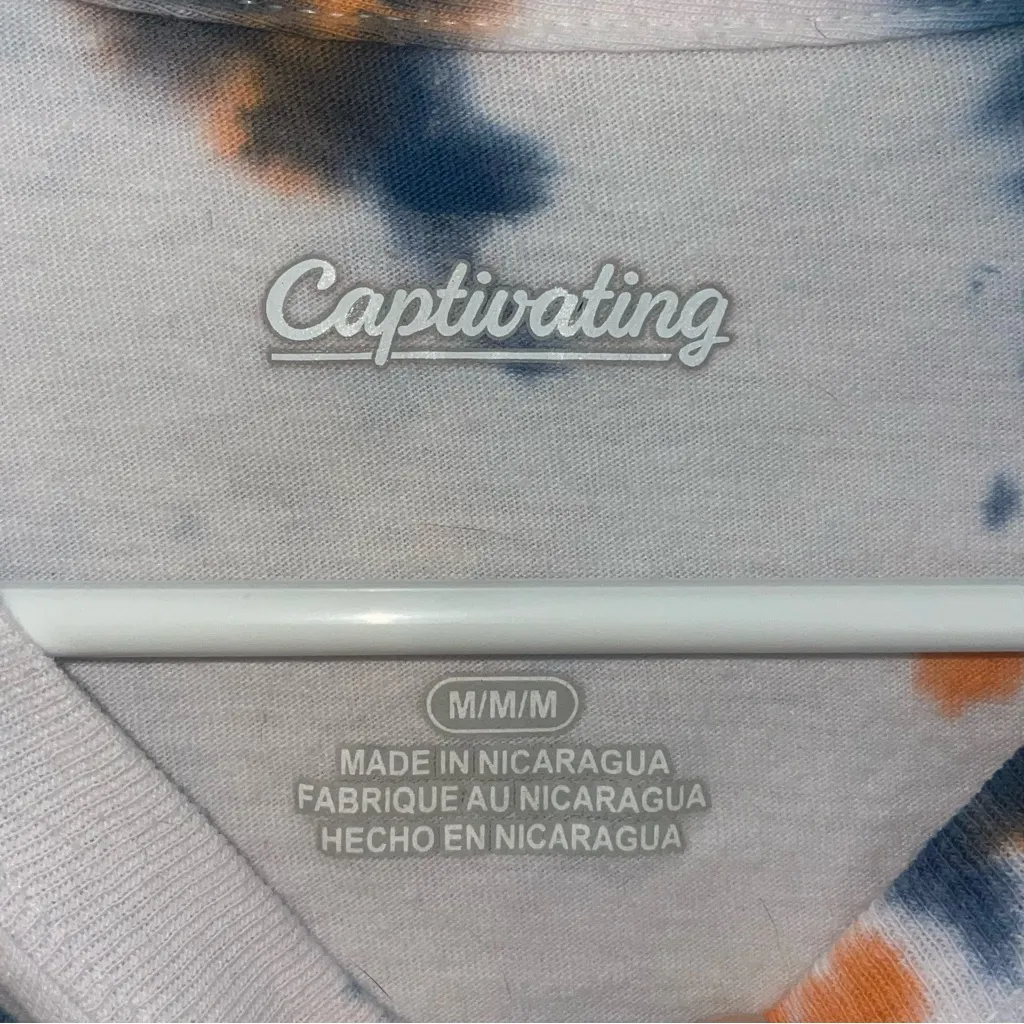 Captivating
M/M/M
MADE IN NICARAGUA
FABRIQUE AU NICARAGUA
HECHO EN NICARAGUA